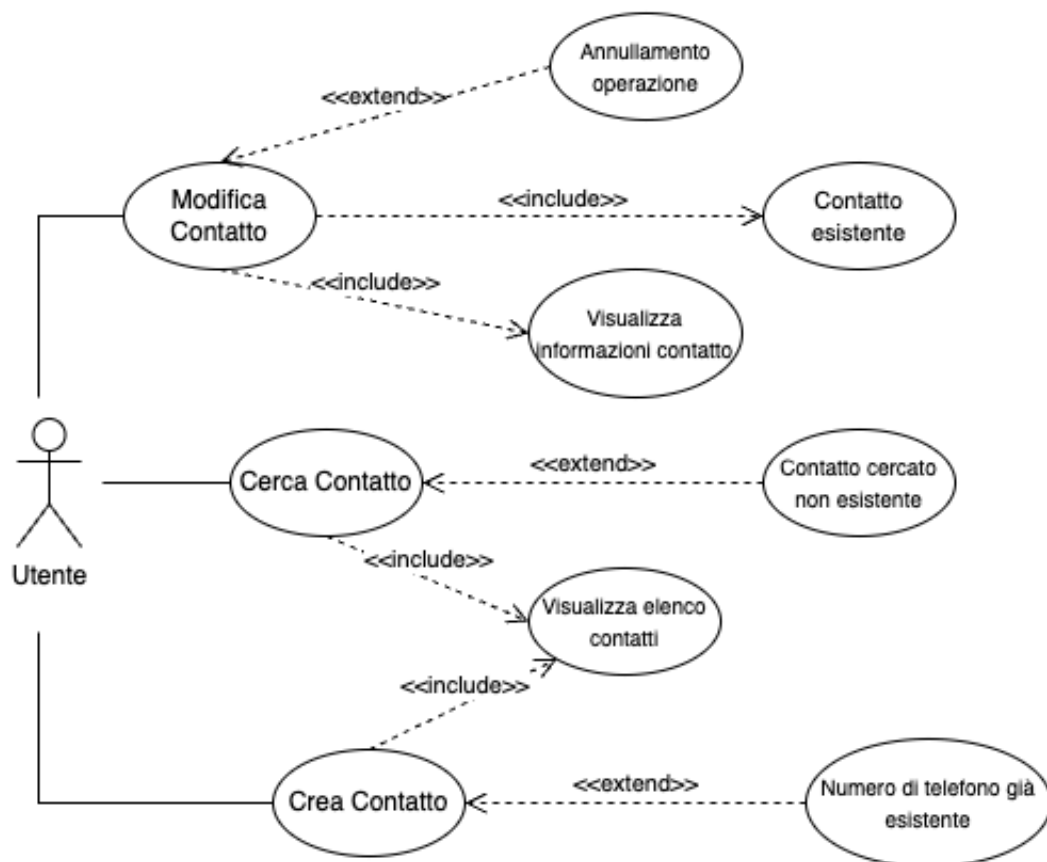 Annullamento
operazione
<<extend>>
Modifica
Contatto
<<include>>
Contatto
esistente
<<include>>
Visualizza
informazioni contatto
Cerca Contatto
<<extend>>
Contatto cercato
non esistente
Utente
<<include>>
Visualizza elenco
contatti
<<include>>
Crea Contatto
<<extend>>
Numero di telefono già
esistente